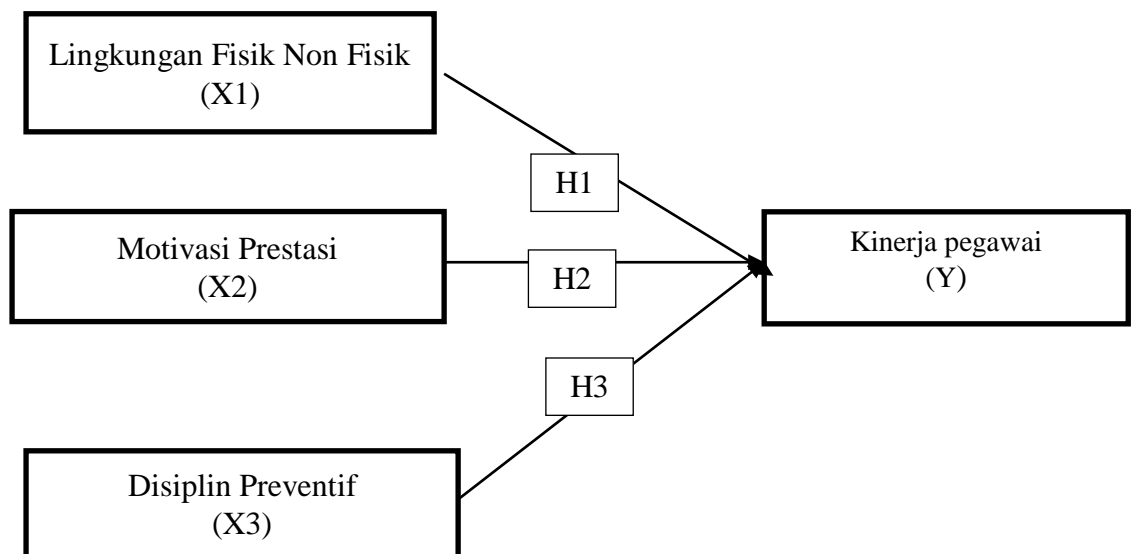 Lingkungan Fisik Non Fisik
(X1)
H1
Motivasi Prestasi
(X2)
H2
Kinerja pegawai
(Y)
H3
Disiplin Preventif
(X3)